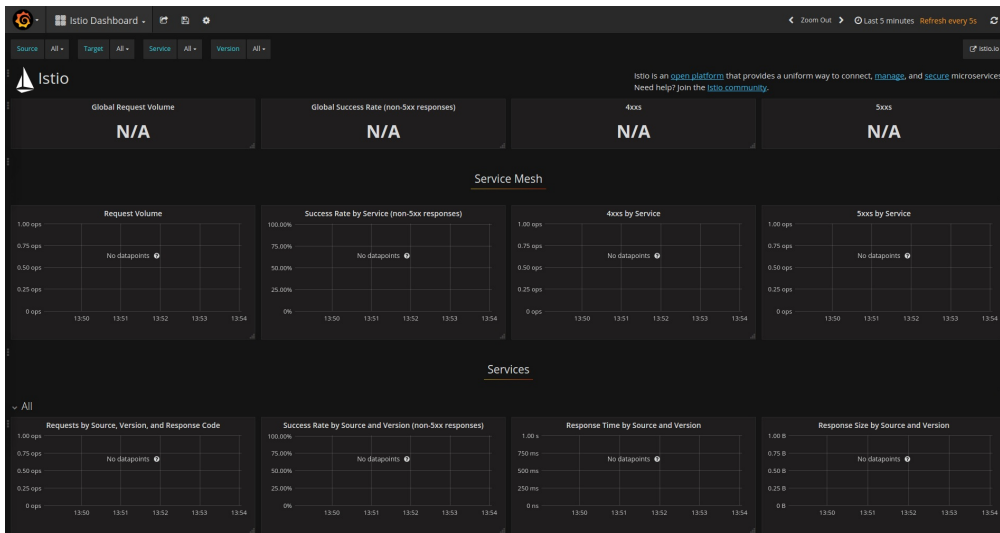 Istio Dashboard
Zoom Out Last 5 minutes Refresh every 5s
Source All Target All Service All Version All istio.io
Istio
Istio is an open platform that provides a uniform way to connect, manage, and secure microservices
Need help? Join the Istio community.
Global Request Volume Global Success Rate (non-5xx responses) 4xxs 5xxs
N/A N/A N/A N/A
Service Mesh
Request Volume
1.00 ops
0.75 ops
No datapoints
0.50 ops
0.25 ops
0 ops
13:50 13:51 13:52 13:53 13:54
Success Rate by Service (non-5xx responses)
100.00%
75.00%
No datapoints
50.00%
25.00%
0%
13:50 13:51 13:52 13:53 13:54
4xxs by Service
1.00 ops
0.75 ops
No datapoints
0.50 ops
0.25 ops
0 ops
13:50 13:51 13:52 13:53 13:54
5xxs by Service
1.00 ops
0.75 ops
No datapoints
0.50 ops
0.25 ops
0 ops
13:50 13:51 13:52 13:53 13:54
Services
All
Requests by Source, Version, and Response Code
1.00 ops
0.75 ops
No datapoints
0.50 ops
0.25 ops
0 ops
13:50 13:51 13:52 13:53 13:54
Success Rate by Source and Version (non-5xx responses)
100.00%
75.00%
No datapoints
50.00%
25.00%
0%
13:50 13:51 13:52 13:53 13:54
Response Time by Source and Version
1.00 s
750 ms
No datapoints
500 ms
250 ms
0 ns
13:50 13:51 13:52 13:53 13:54
Response Size by Source and Version
1.00 B
0.75 B
No datapoints
0.50 B
0.25 B
0 B
13:50 13:51 13:52 13:53 13:54